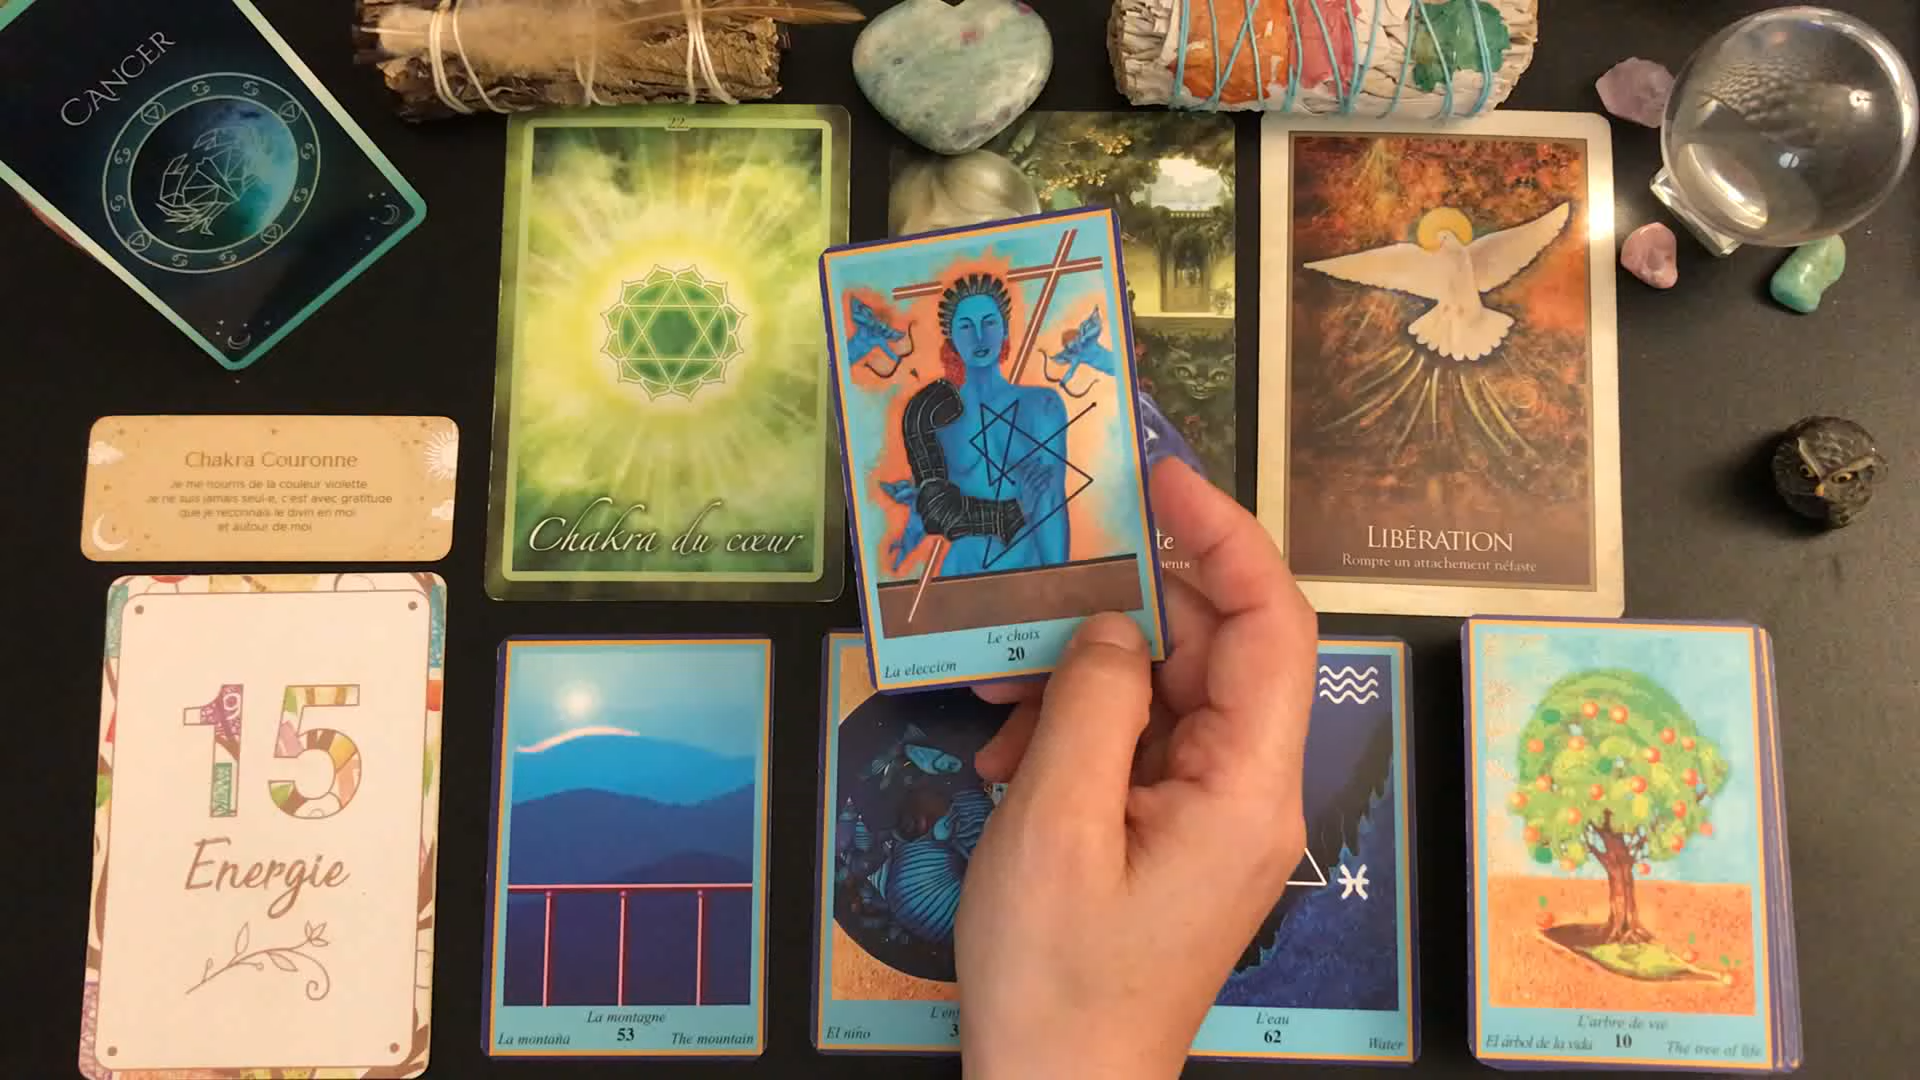 CANCER
22
Chakra du cœur
LIBÉRATION
Rompre un attachement néfaste
Chakra Couronne
Je me nourris de la couleur violette
Je ne suis jamais seul-e, c'est avec gratitude
que je reconnais le divin en moi
et autour de moi
15
Energie
Le choix
20
La eleccion
La montagne
La montaña 53 The mountain
El niño
L'eau
62 Water
L'arbre de vie
El árbol de la vida 10 The tree of life